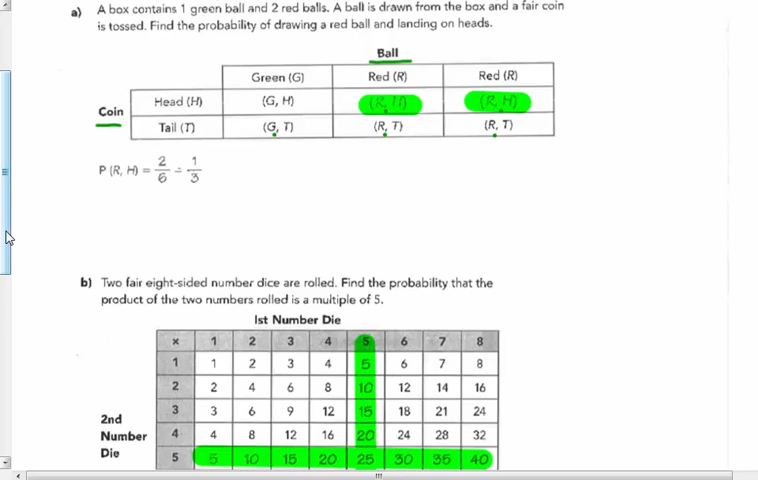 a) A box contains 1 green ball and 2 red balls. A ball is drawn from the box and a fair coin
is tossed. Find the probability of drawing a red ball and landing on heads.
Ball
Green (G) Red (R) Red (R)
Coin
Head (H) (G, H) (R, H) (R, H)
Tail (T) (G, T) (R, T) (R, T)
P (R, H) = 2/6 = 1/3
b) Two fair eight-sided number dice are rolled. Find the probability that the
product of the two numbers rolled is a multiple of 5.
1st Number Die
× 1 2 3 4 5 6 7 8
1 1 2 3 4 5 6 7 8
2 2 4 6 8 10 12 14 16
2nd
Number
Die
3 3 6 9 12 15 18 21 24
4 4 8 12 16 20 24 28 32
5 5 10 15 20 25 30 35 40